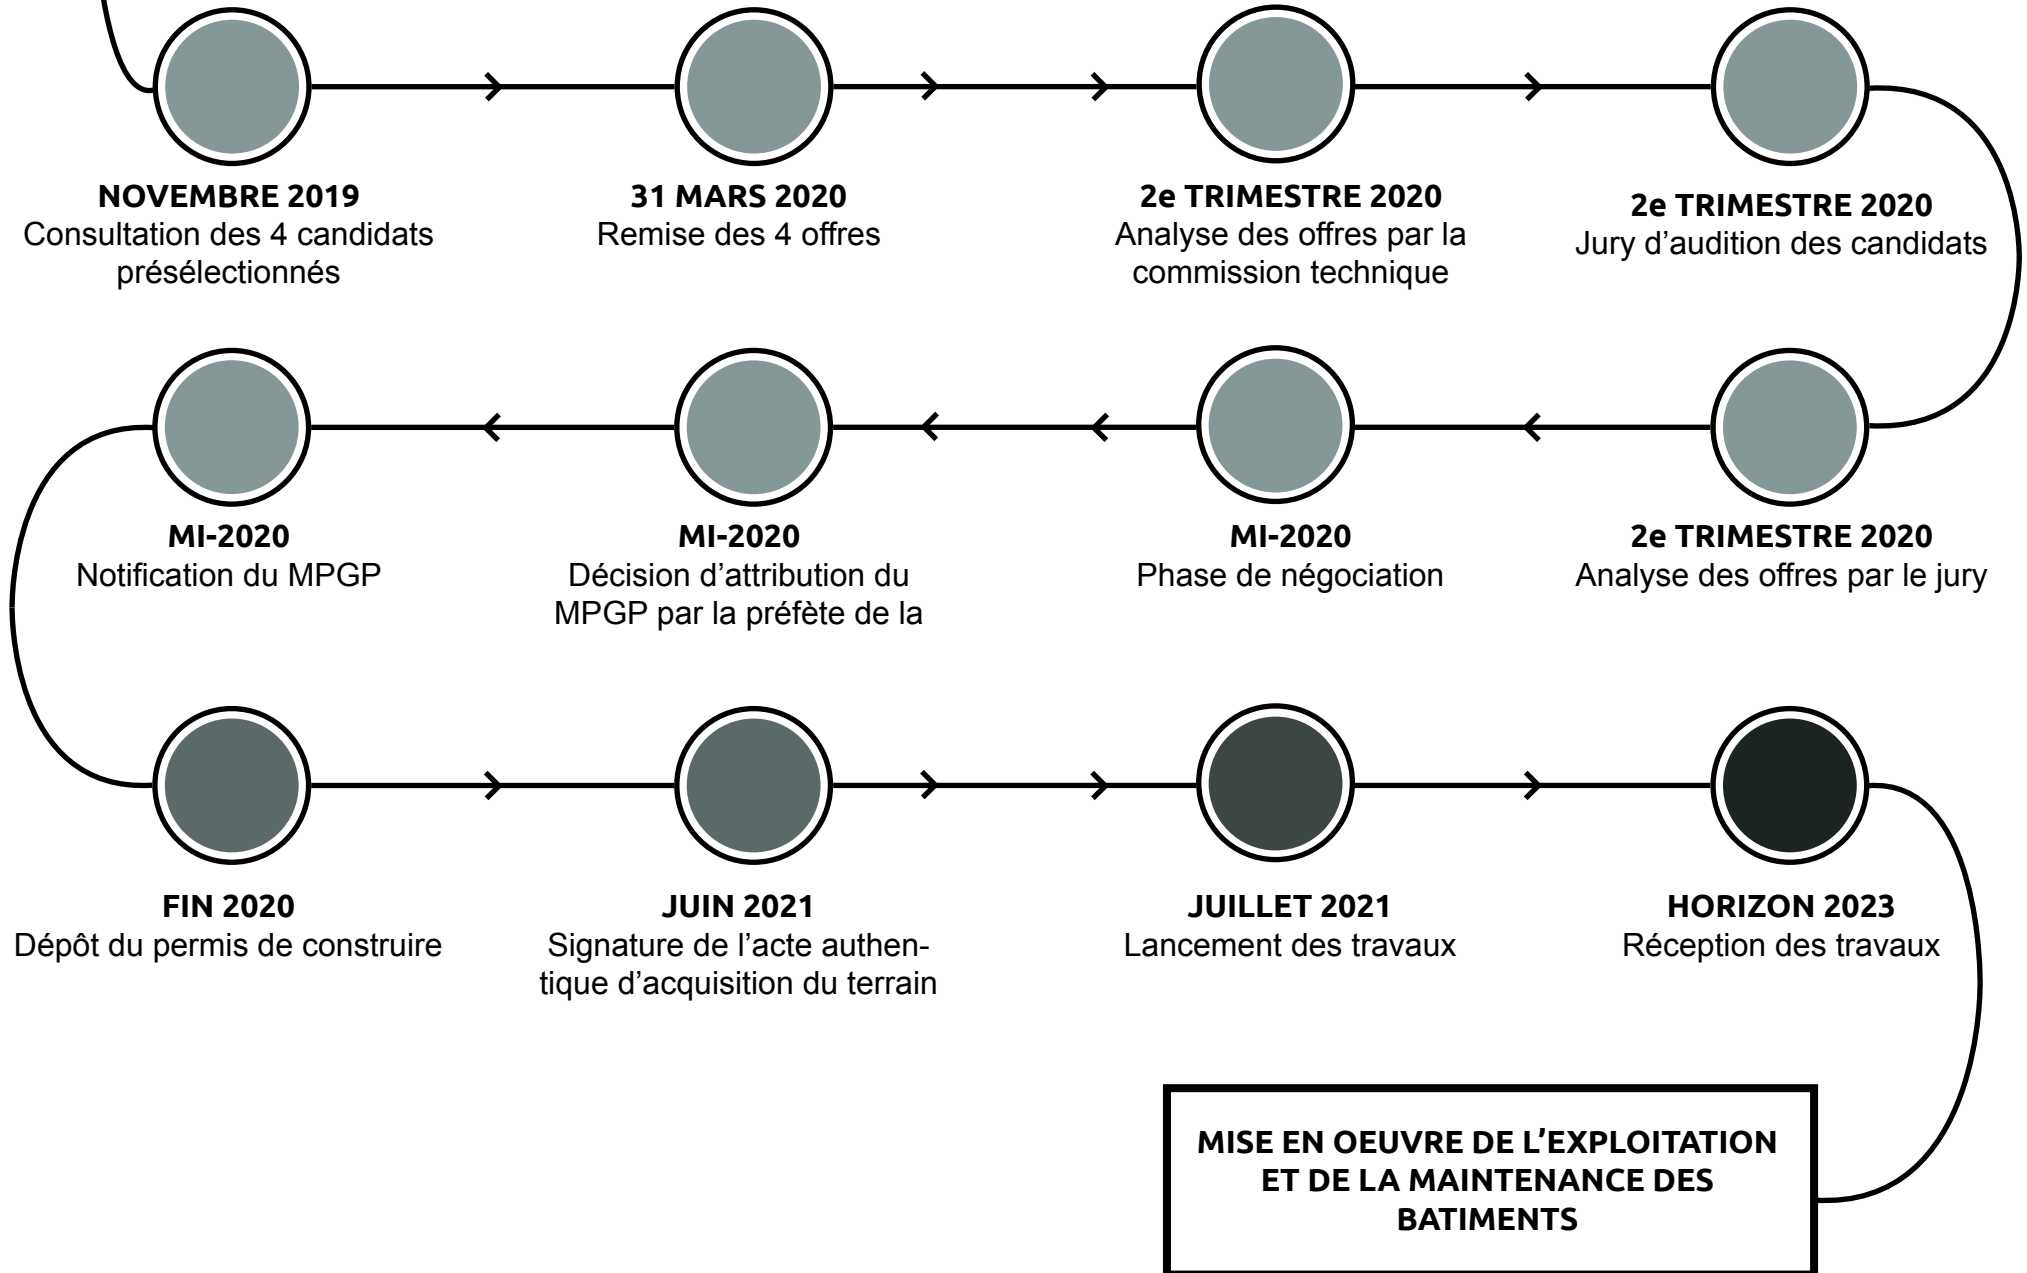 NOVEMBRE 2019
Consultation des 4 candidats
présélectionnés
31 MARS 2020
Remise des 4 offres
2e TRIMESTRE 2020
Analyse des offres par la
commission technique
2e TRIMESTRE 2020
Jury d’audition des candidats
MI-2020
Notification du MPGP
MI-2020
Décision d’attribution du
MPGP par la préfète de la
MI-2020
Phase de négociation
2e TRIMESTRE 2020
Analyse des offres par le jury
FIN 2020
Dépôt du permis de construire
JUIN 2021
Signature de l’acte authen-
tique d’acquisition du terrain
JUILLET 2021
Lancement des travaux
HORIZON 2023
Réception des travaux
MISE EN OEUVRE DE L’EXPLOITATION
ET DE LA MAINTENANCE DES
BATIMENTS